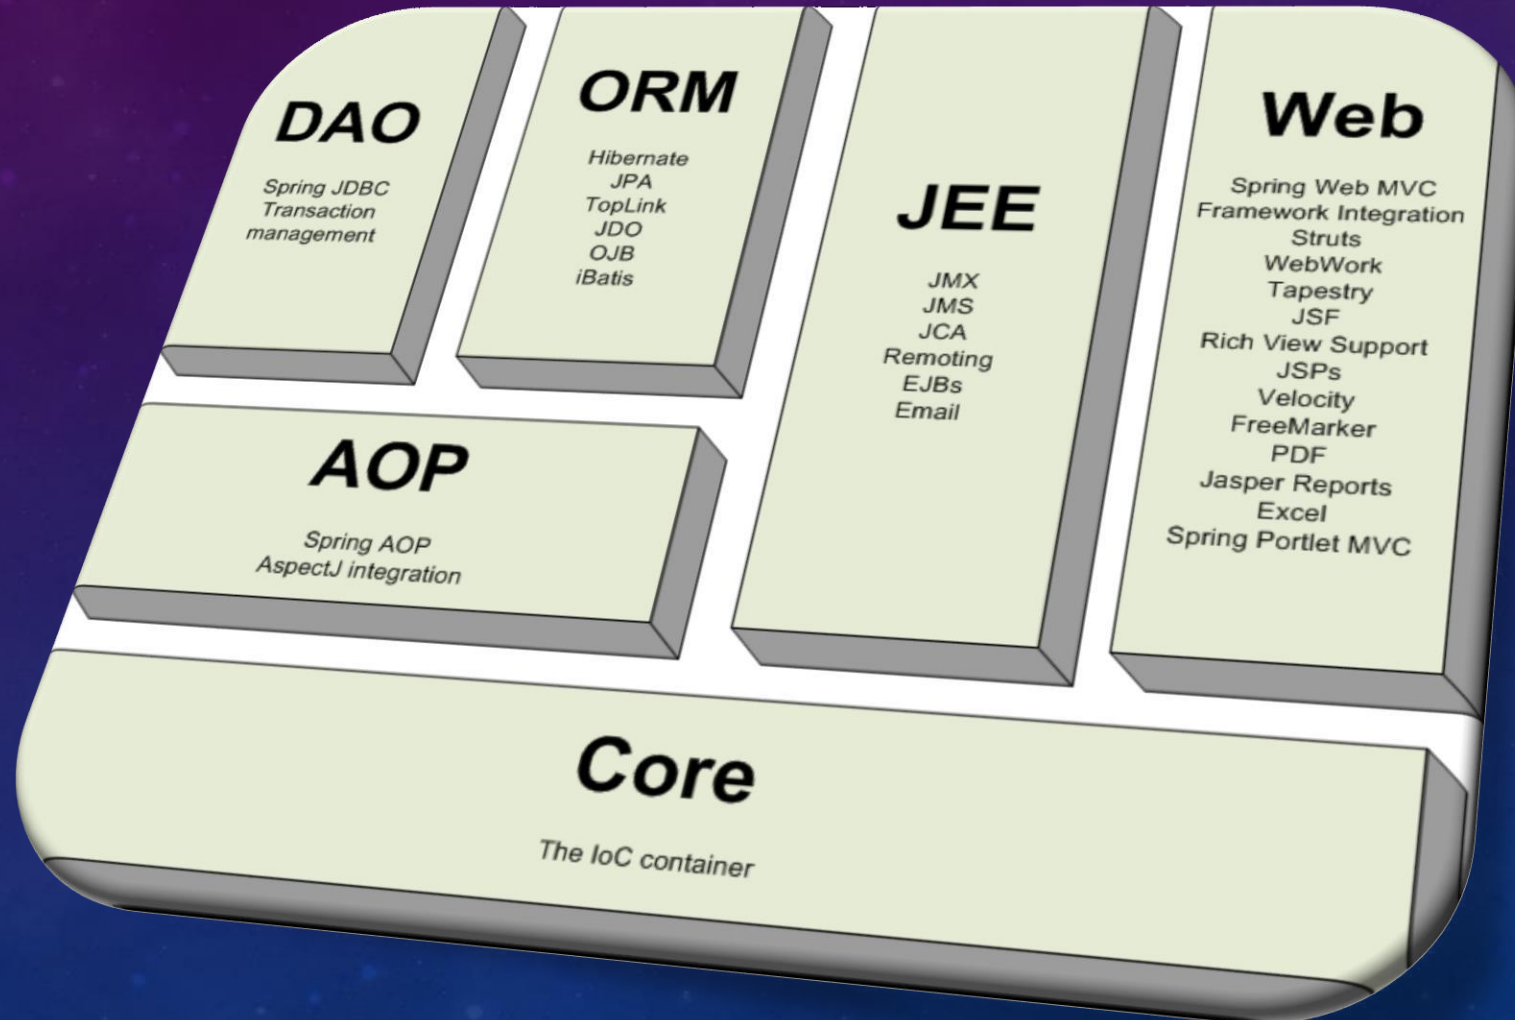 DAO
Spring JDBC
Transaction
management
ORM
Hibernate
JPA
TopLink
JDO
OJB
iBatis
JEE
JMX
JMS
JCA
Remoting
EJBs
Email
Web
Spring Web MVC
Framework Integration
Struts
WebWork
Tapestry
JSF
Rich View Support
JSPs
Velocity
FreeMarker
PDF
Jasper Reports
Excel
Spring Portlet MVC
AOP
Spring AOP
AspectJ integration
Core
The IoC container